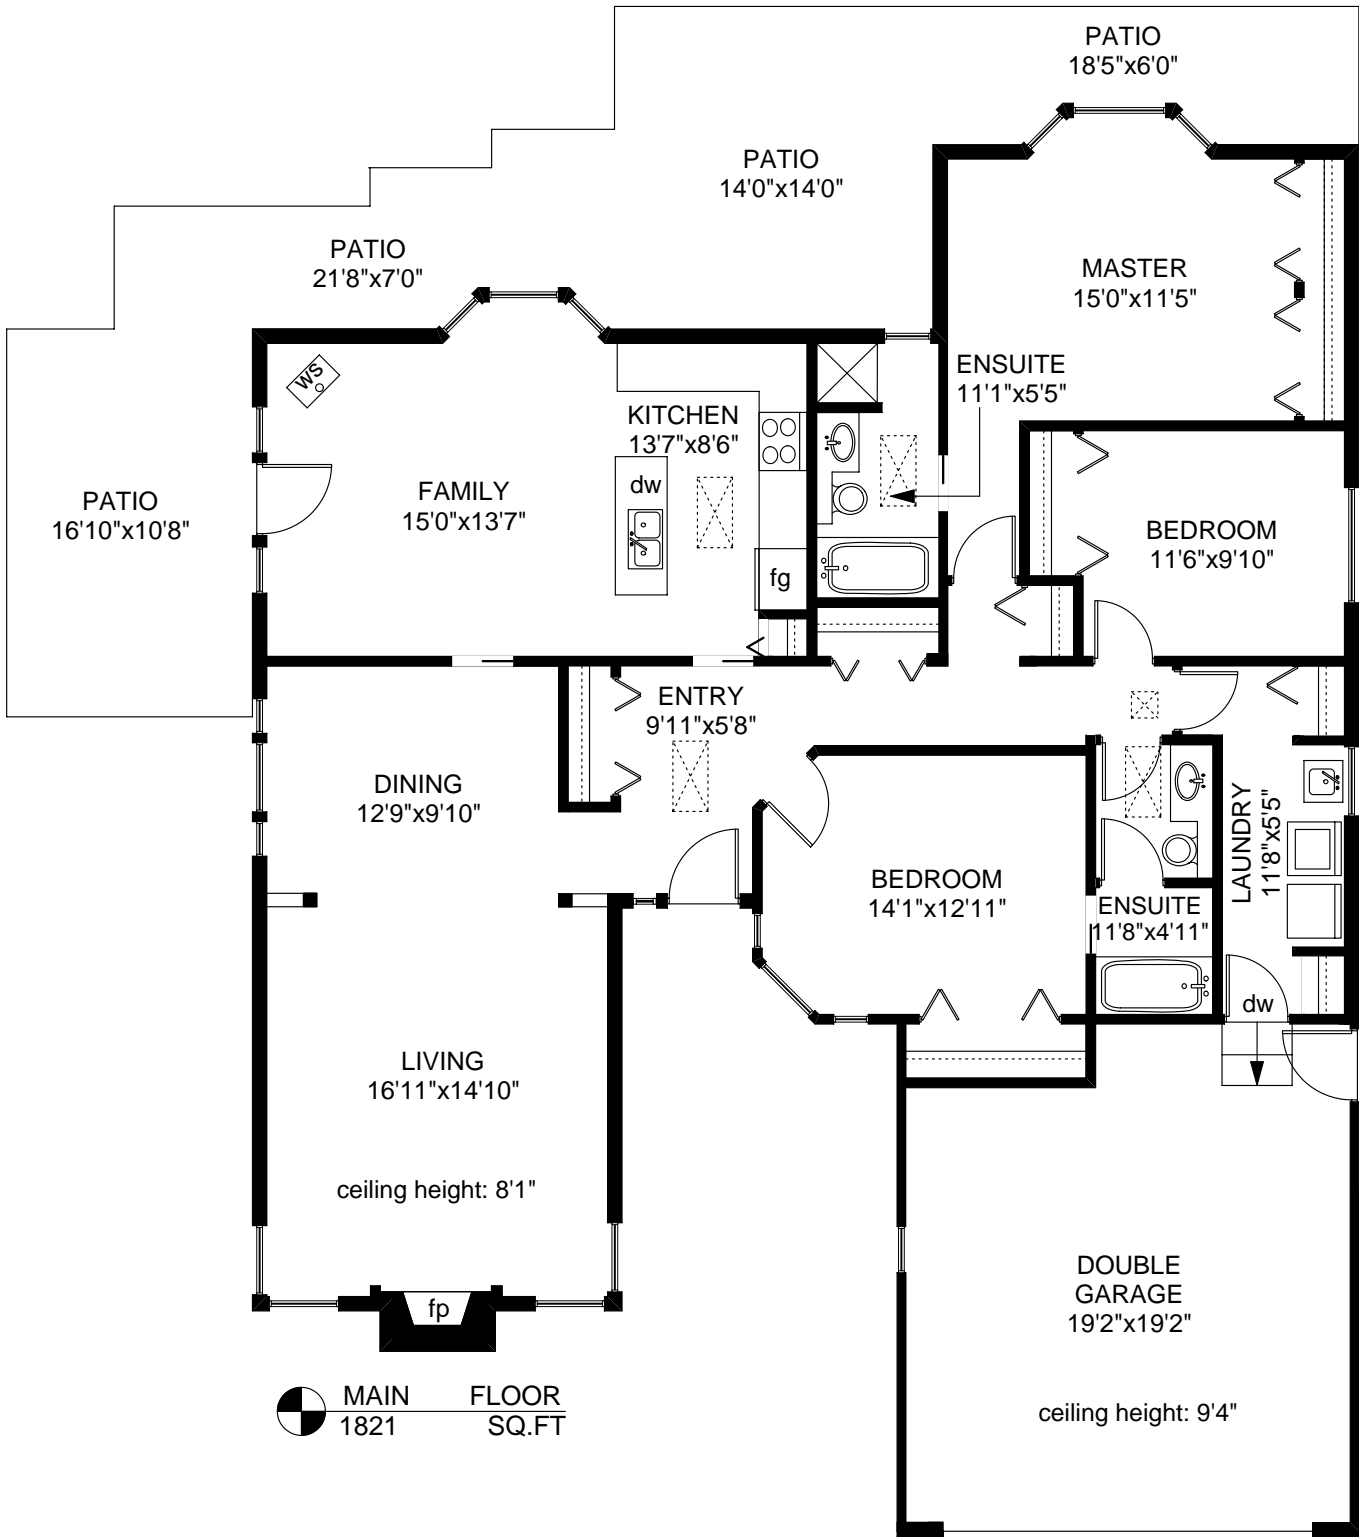 PATIO
18'5"x6'0"
PATIO
14'0"x14'0"
PATIO
21'8"x7'0"
MASTER
15'0"x11'5"
ws
ENSUITE
11'1"x5'5"
KITCHEN
13'7"x8'6"
dw
FAMILY
15'0"x13'7"
PATIO
16'10"x10'8"
BEDROOM
11'6"x9'10"
fg
ENTRY
9'11"x5'8"
DINING
12'9"x9'10"
LAUNDRY
11'8"x5'5"
BEDROOM
14'1"x12'11"
ENSUITE
11'8"x4'11"
dw
LIVING
16'11"x14'10"
ceiling height: 8'1"
DOUBLE
GARAGE
19'2"x19'2"
fp
MAIN FLOOR
1821 SQ.FT
ceiling height: 9'4"